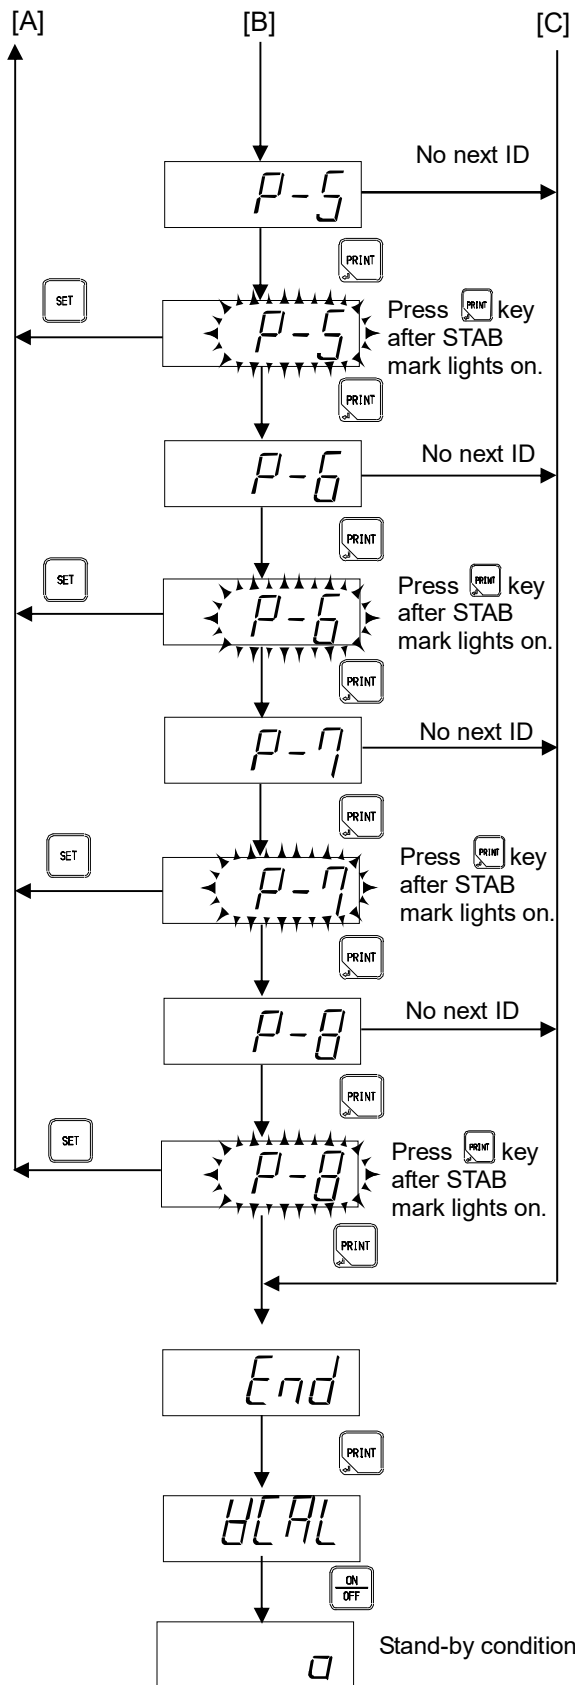 [A] [B] [C]
No next ID
P-5
PRINT
SET
P-5
Press PRINT key
after STAB
mark lights on.
PRINT
No next ID
P-6
PRINT
SET
P-6
Press PRINT key
after STAB
mark lights on.
PRINT
No next ID
P-7
PRINT
SET
P-7
Press PRINT key
after STAB
mark lights on.
PRINT
No next ID
P-8
PRINT
SET
P-8
Press PRINT key
after STAB
mark lights on.
PRINT
End
PRINT
CAL
ON
OFF
Stand-by condition